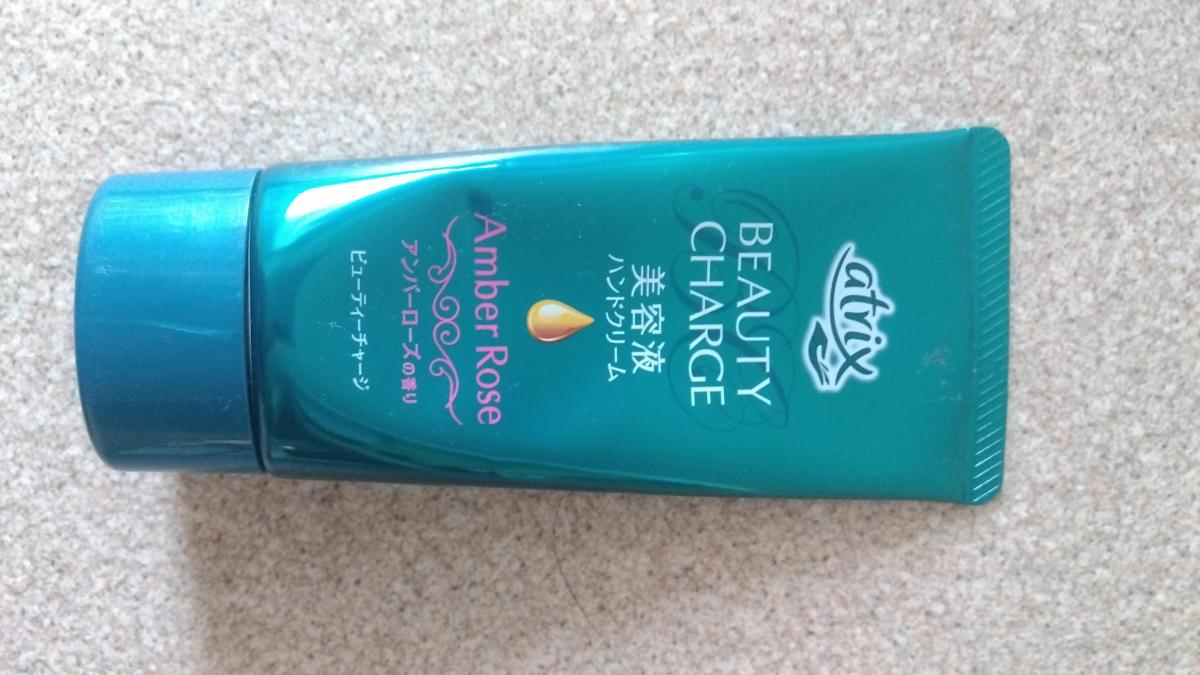 atrix
BEAUTY
CHARGE
美容液
ハンドクリーム
Amber Rose
アンバーローズの香り
ビューティーチャージ